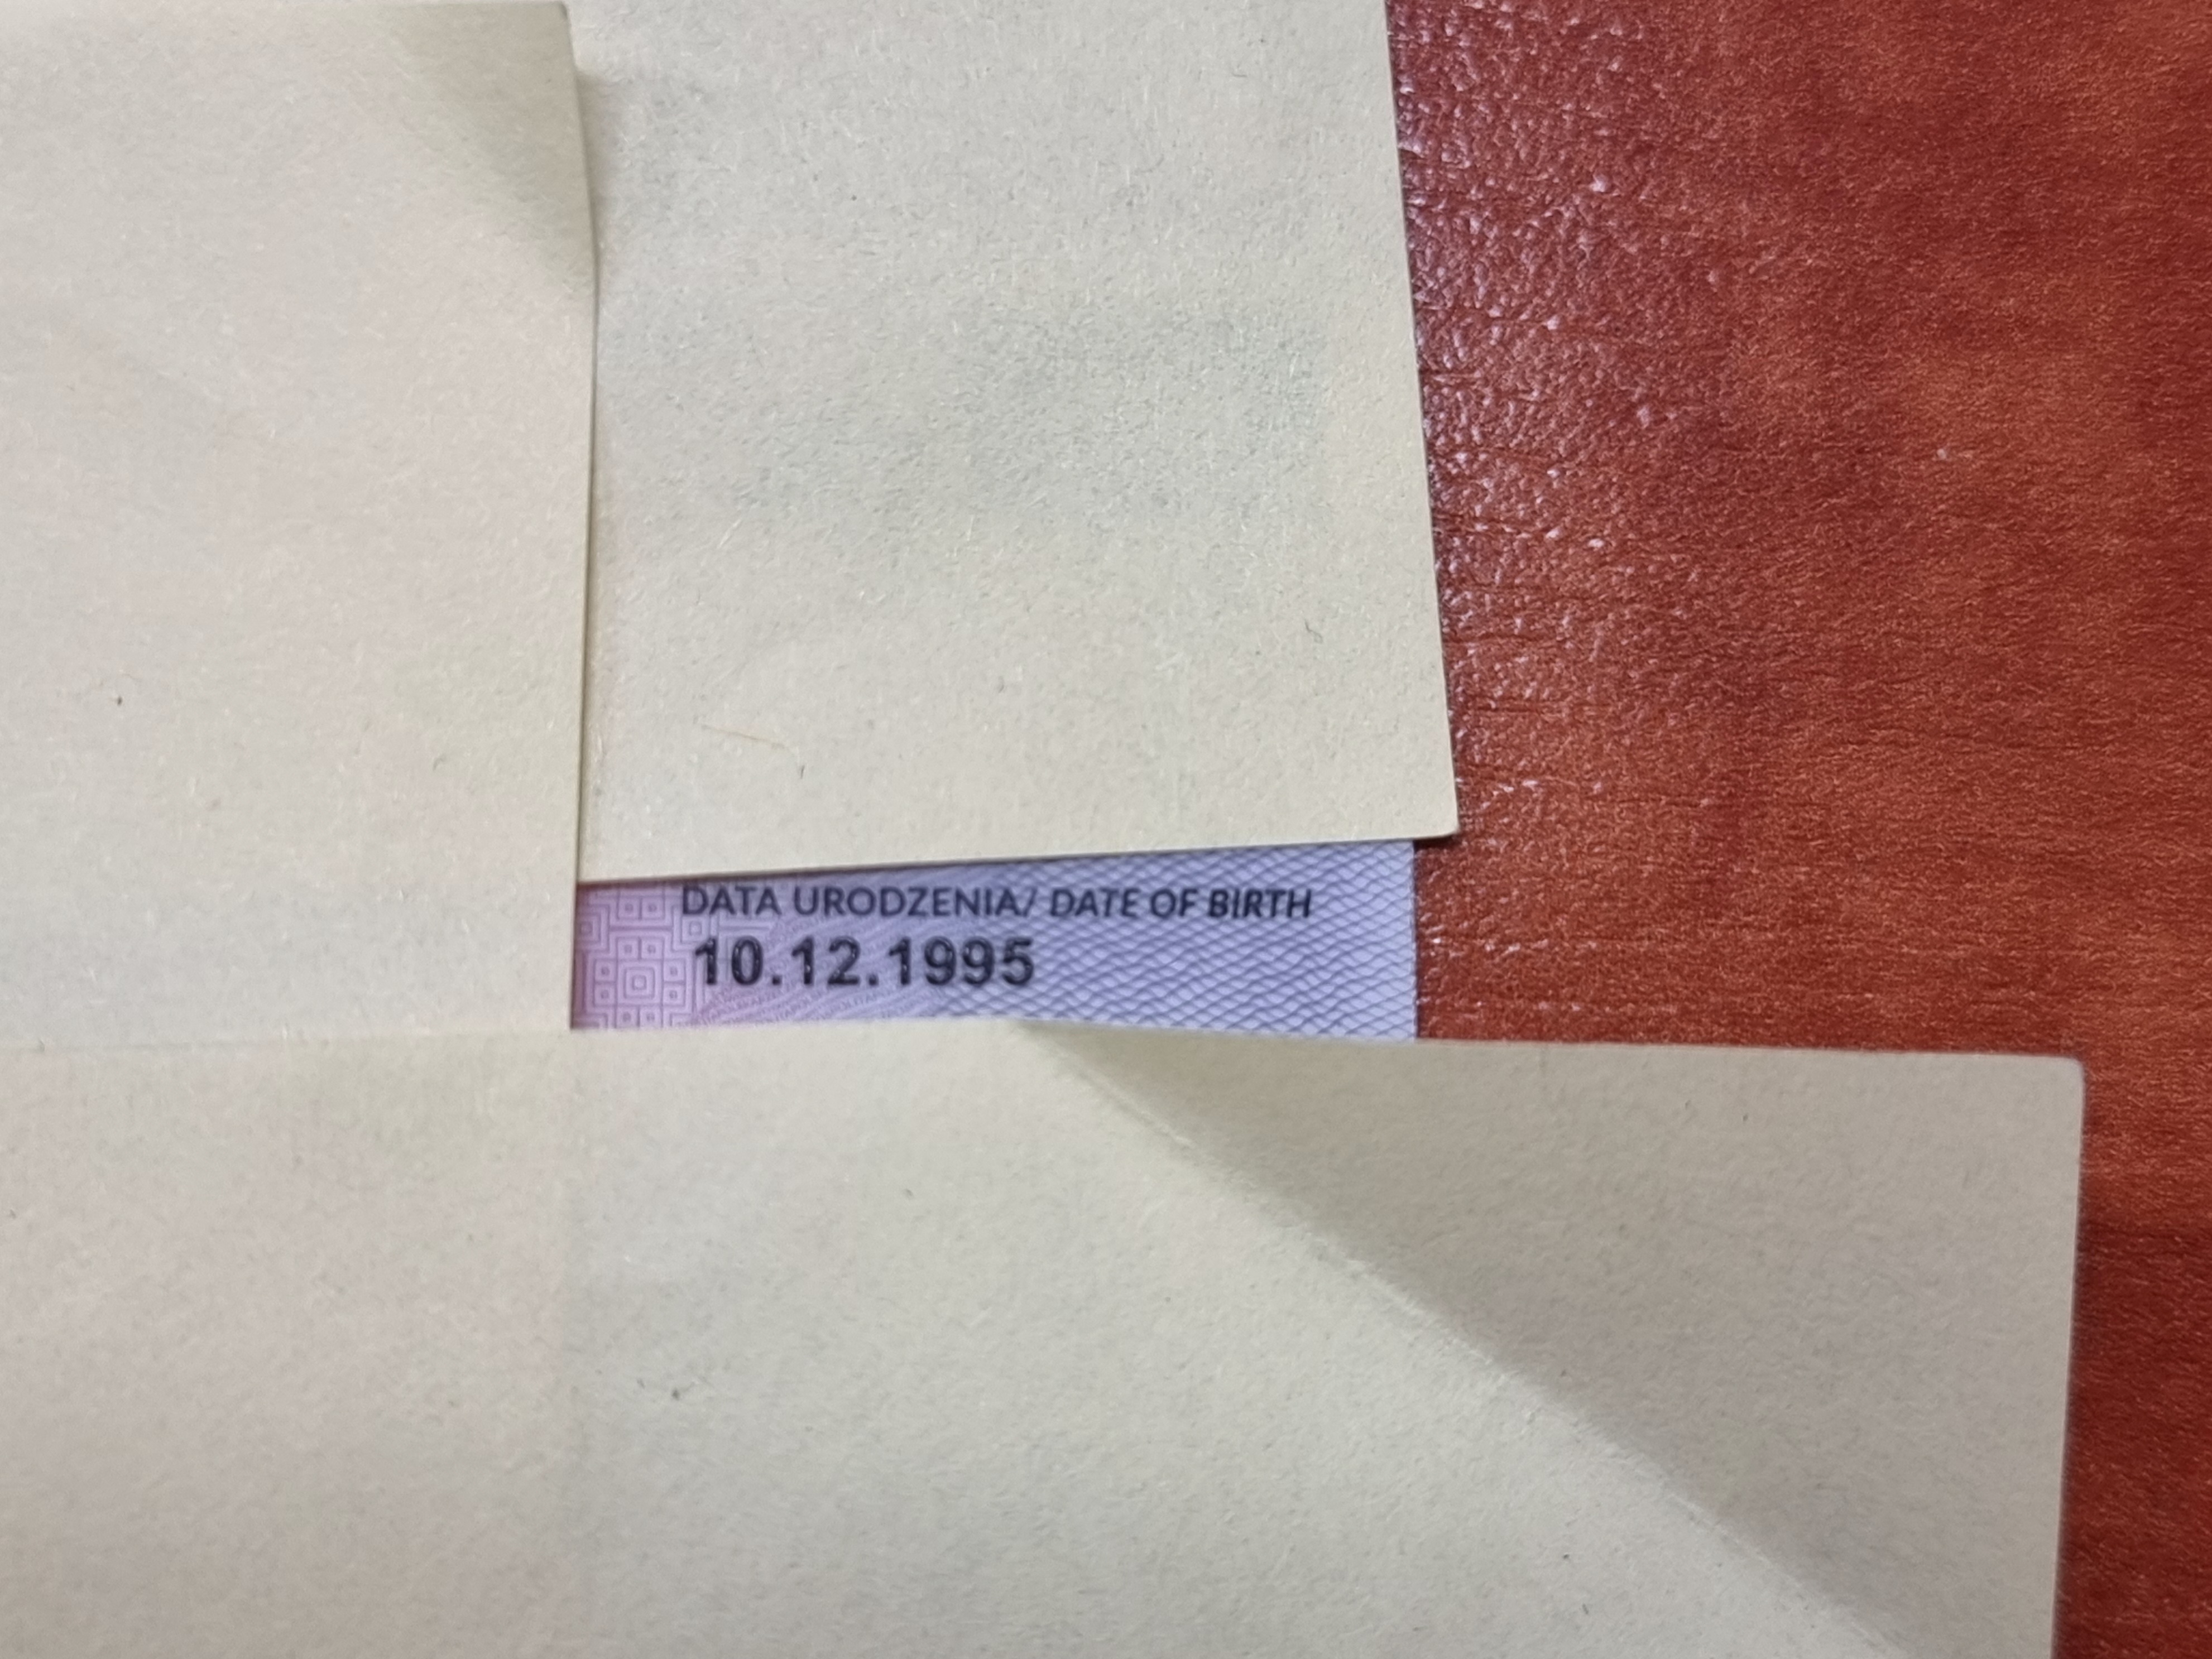 DATA URODZENIA/ DATE OF BIRTH
10.12.1995